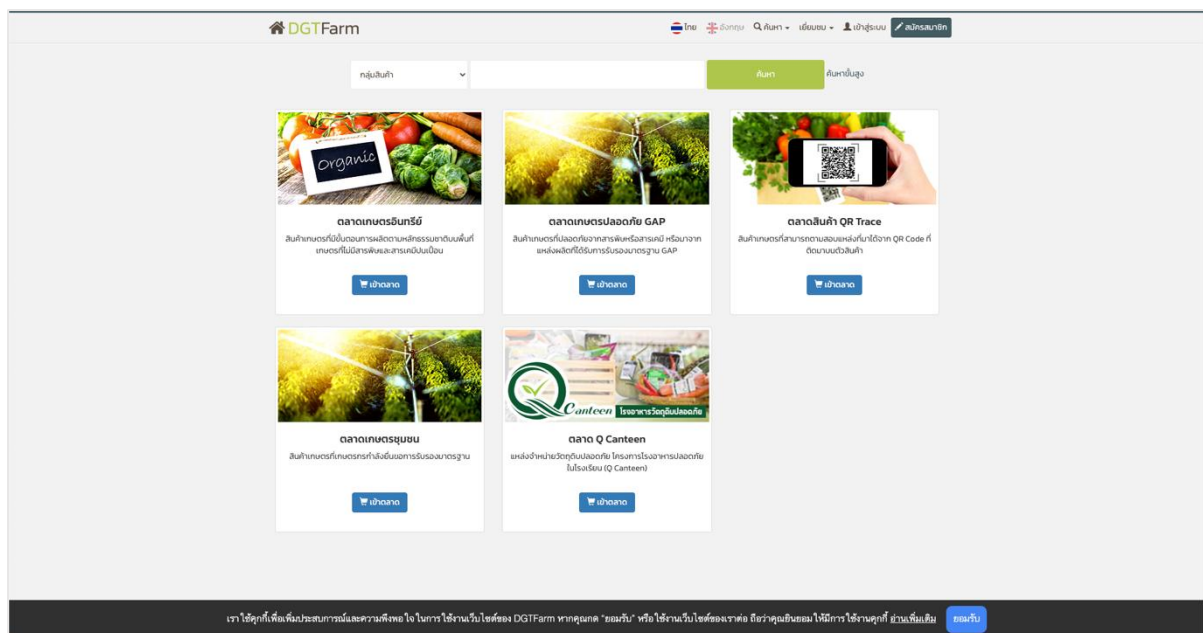 DGTFarm
ไทย อังกฤษ ค้นหา เยี่ยมชม เข้าสู่ระบบ สมัครสมาชิก
กลุ่มสินค้า ค้นหา ค้นหาขั้นสูง
Organic
ตลาดเกษตรอินทรีย์
สินค้าเกษตรที่มีขั้นตอนการผลิตตามหลักธรรมชาติบนพื้นที่
เกษตรที่ไม่มีสารพิษและสารเคมีปนเปื้อน
เข้าตลาด
ตลาดเกษตรปลอดภัย GAP
สินค้าเกษตรที่ปลอดภัยจากสารพิษหรือสารเคมี หรือมาจาก
แหล่งผลิตที่ได้รับการรับรองมาตรฐาน GAP
เข้าตลาด
ตลาดสินค้า QR Trace
สินค้าเกษตรที่สามารถตามสอบแหล่งที่มาได้จาก QR Code ที่
ติดมาบนตัวสินค้า
เข้าตลาด
ตลาดเกษตรชุมชน
สินค้าเกษตรที่เกษตรกรกำลังยื่นขอการรับรองมาตรฐาน
เข้าตลาด
Q Canteen โรงอาหารวัตถุดิบปลอดภัย
ตลาด Q Canteen
แหล่งจำหน่ายวัตถุดิบปลอดภัย โครงการโรงอาหารปลอดภัย
ในโรงเรียน (Q Canteen)
เข้าตลาด
เราใช้คุกกี้เพื่อเพิ่มประสบการณ์และความพึงพอใจในการใช้งานเว็บไซต์ของ DGTFarm หากคุณกด "ยอมรับ" หรือใช้งานเว็บไซต์ของเราต่อ ถือว่าคุณยินยอมให้มีการใช้งานคุกกี้ อ่านเพิ่มเติม ยอมรับ